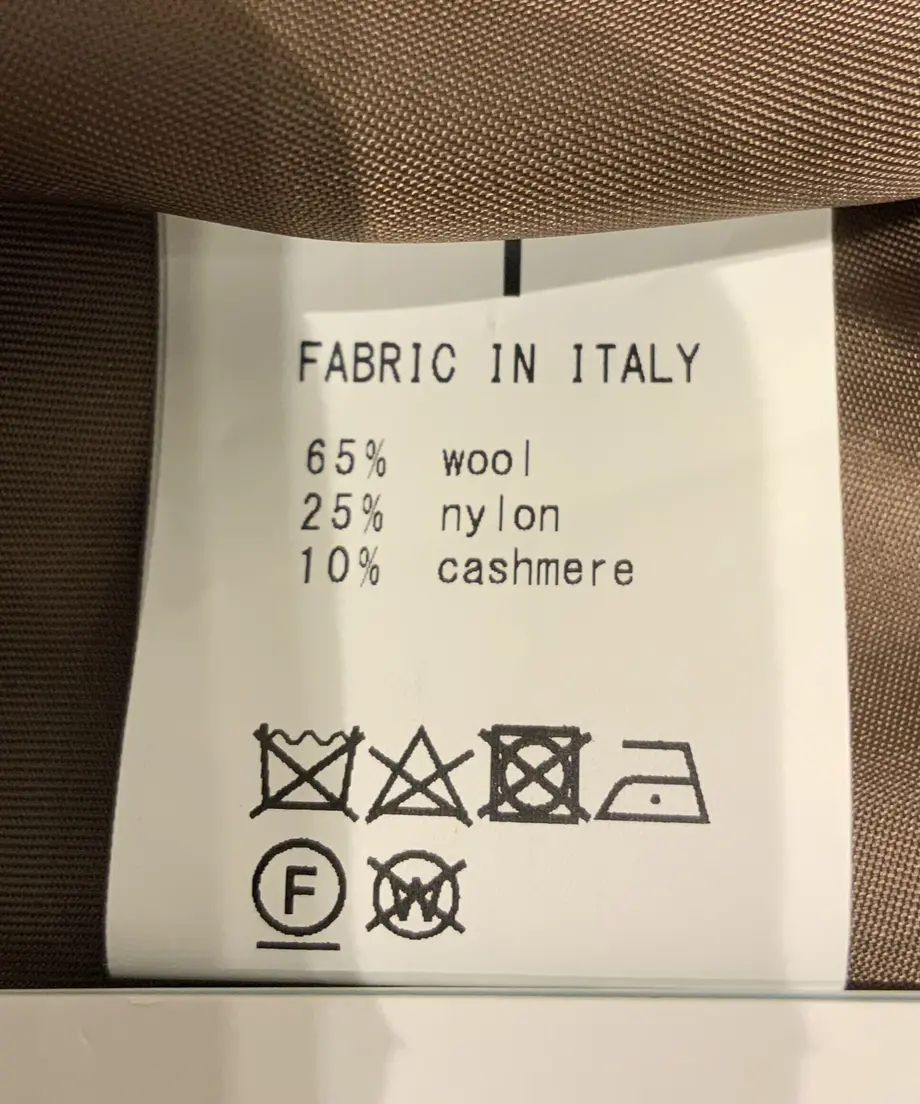 FABRIC IN ITALY
65% wool
25% nylon
10% cashmere
F W